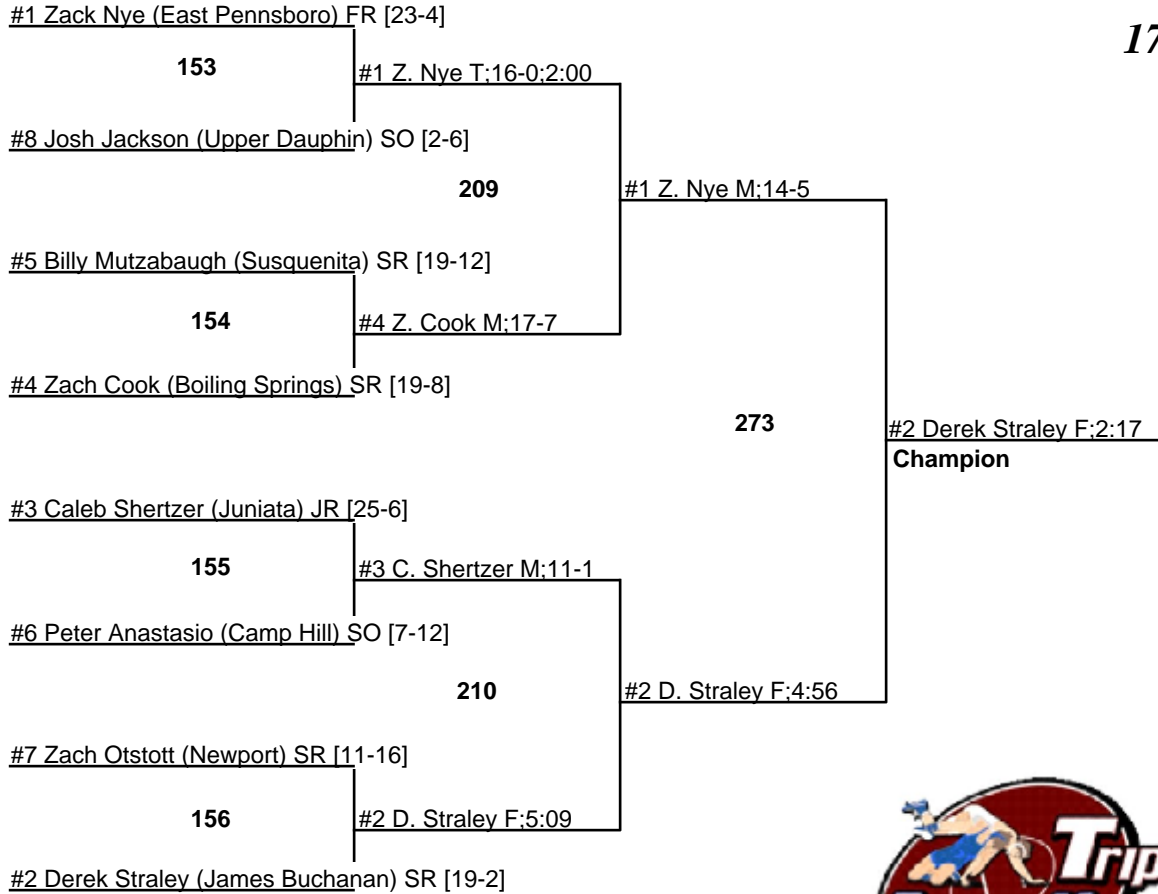 #1 Zack Nye (East Pennsboro) FR [23-4]
17
153
#1 Z. Nye T;16-0;2:00
#8 Josh Jackson (Upper Dauphin) SO [2-6]
209
#1 Z. Nye M;14-5
#5 Billy Mutzabaugh (Susquenita) SR [19-12]
154
#4 Z. Cook M;17-7
#4 Zach Cook (Boiling Springs) SR [19-8]
273
#2 Derek Straley F;2:17
Champion
#3 Caleb Shertzer (Juniata) JR [25-6]
155
#3 C. Shertzer M;11-1
#6 Peter Anastasio (Camp Hill) SO [7-12]
210
#2 D. Straley F;4:56
#7 Zach Otstott (Newport) SR [11-16]
156
#2 D. Straley F;5:09
#2 Derek Straley (James Buchanan) SR [19-2]
Trip